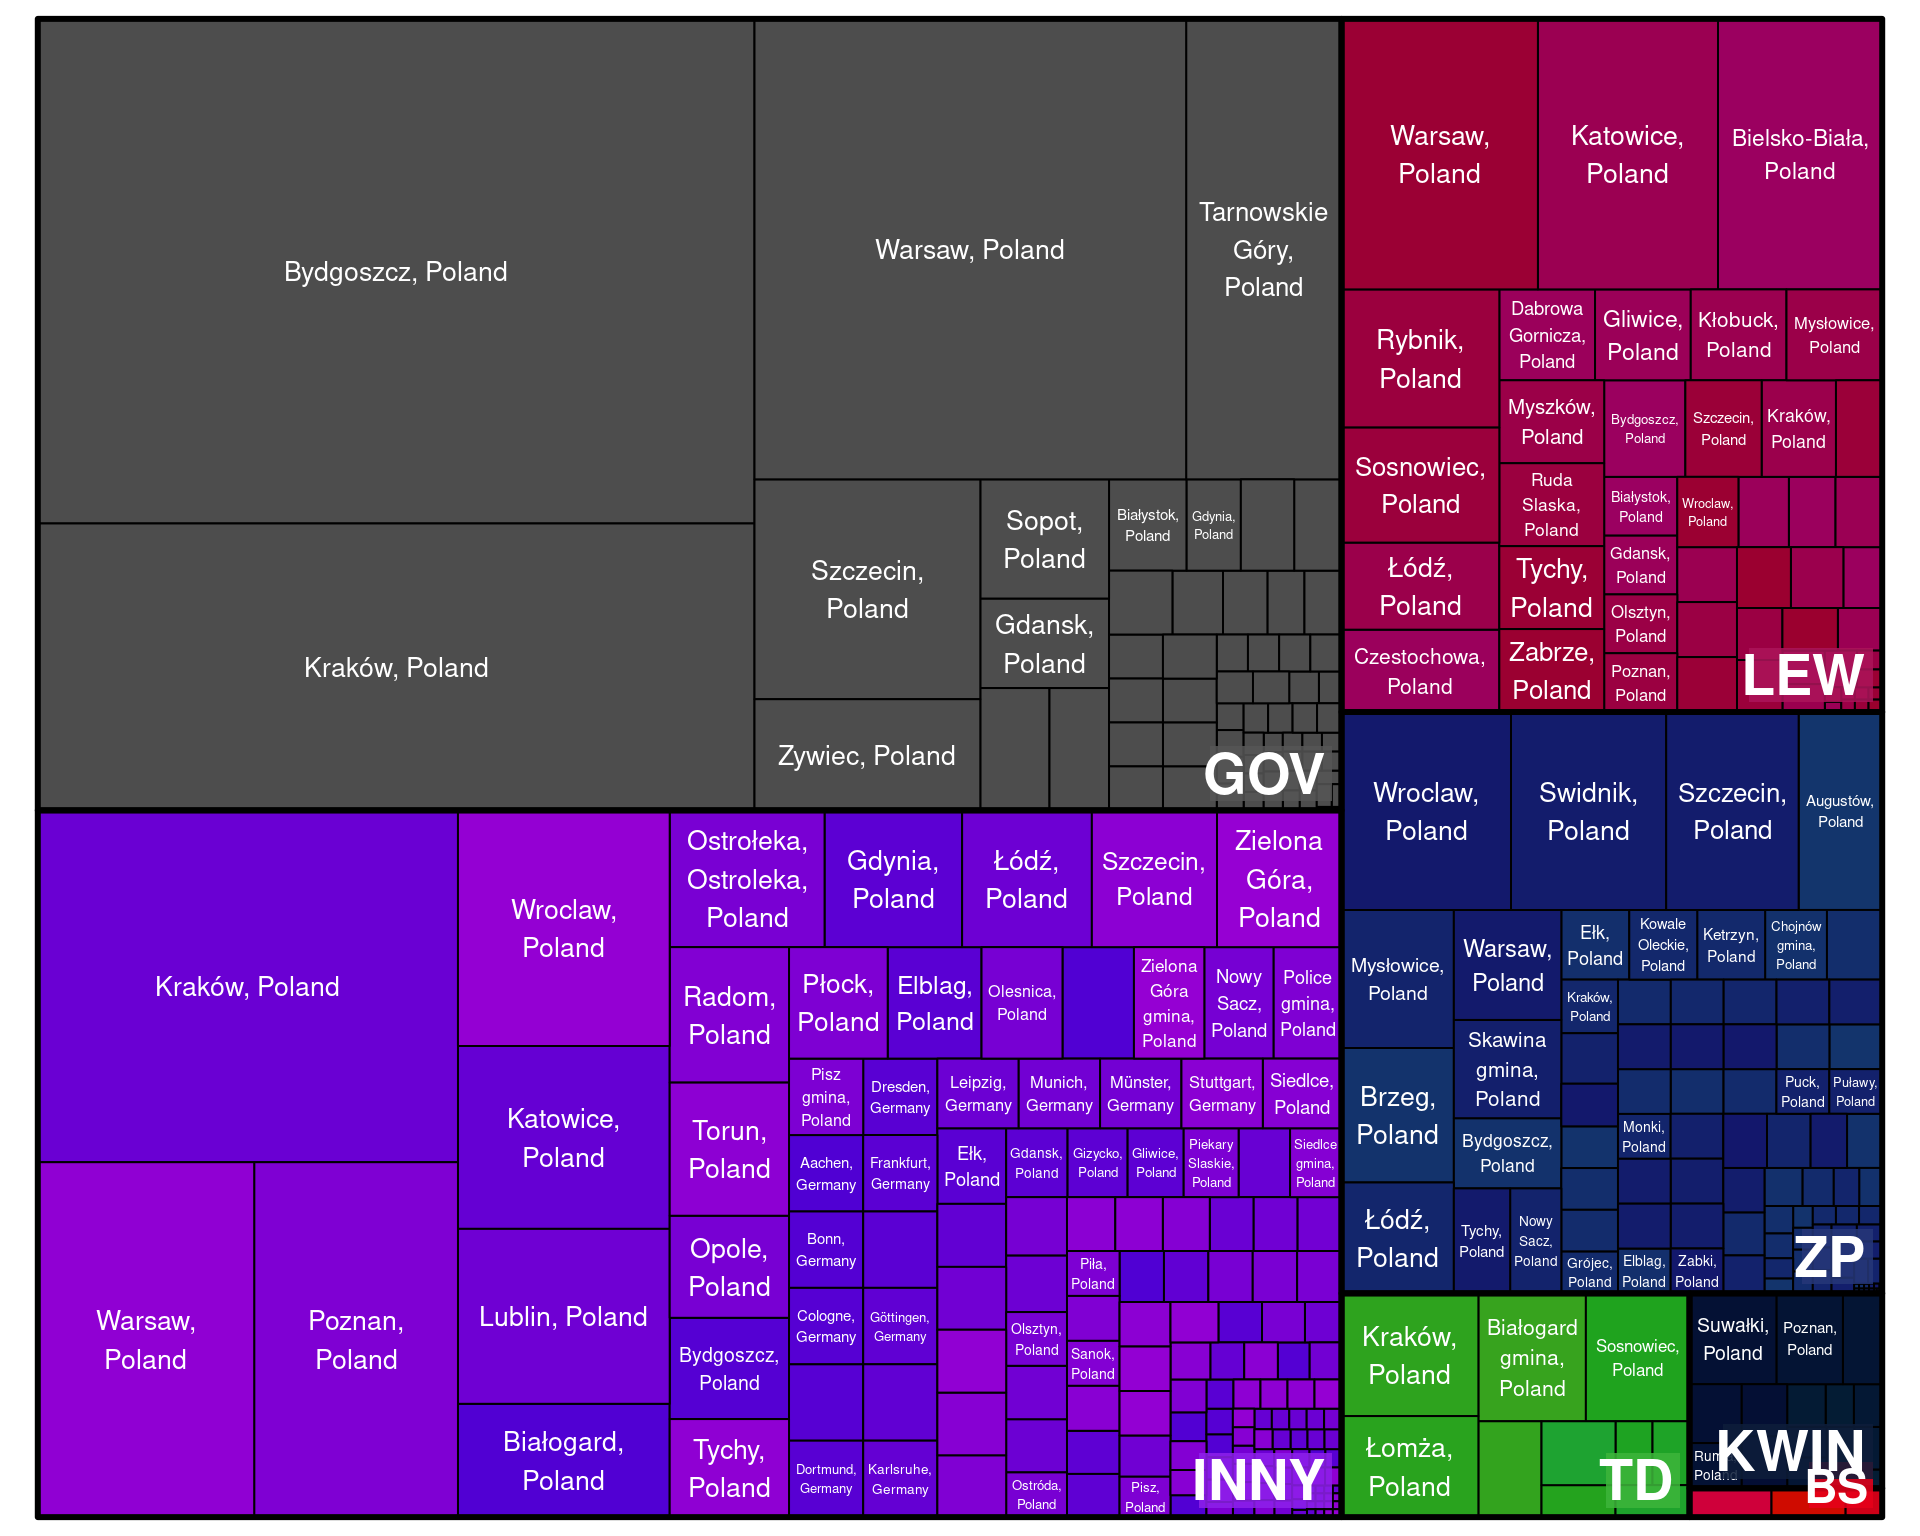 Bydgoszcz, Poland
Kraków, Poland
Warsaw, Poland
Tarnowskie
Góry,
Poland
Szczecin,
Poland
Zywiec, Poland
Sopot,
Poland
Gdansk,
Poland
Białystok,
Poland
Gdynia,
Poland
GOV
Warsaw,
Poland
Katowice,
Poland
Bielsko-Biała,
Poland
Rybnik,
Poland
Sosnowiec,
Poland
Łódź,
Poland
Czestochowa,
Poland
Dabrowa
Gornicza,
Poland
Gliwice,
Poland
Kłobuck,
Poland
Mysłowice,
Poland
Myszków,
Poland
Ruda
Slaska,
Poland
Tychy,
Poland
Zabrze,
Poland
Bydgoszcz,
Poland
Szczecin,
Poland
Kraków,
Poland
Białystok,
Poland
Wroclaw,
Poland
Gdansk,
Poland
Olsztyn,
Poland
Poznan,
Poland
LEW
Kraków, Poland
Warsaw,
Poland
Poznan,
Poland
Wroclaw,
Poland
Katowice,
Poland
Lublin, Poland
Białogard,
Poland
Ostrołeka,
Ostroleka,
Poland
Gdynia,
Poland
Łódź,
Poland
Szczecin,
Poland
Zielona
Góra,
Poland
Radom,
Poland
Torun,
Poland
Opole,
Poland
Bydgoszcz,
Poland
Tychy,
Poland
Płock,
Poland
Elblag,
Poland
Olesnica,
Poland
Zielona
Góra
gmina,
Poland
Nowy
Sacz,
Poland
Police
gmina,
Poland
Pisz
gmina,
Poland
Dresden,
Germany
Leipzig,
Germany
Munich,
Germany
Münster,
Germany
Stuttgart,
Germany
Siedlce,
Poland
Aachen,
Germany
Frankfurt,
Germany
Ełk,
Poland
Gdansk,
Poland
Gizycko,
Poland
Gliwice,
Poland
Piekary
Slaskie,
Poland
Siedlce
gmina,
Poland
Bonn,
Germany
Cologne,
Germany
Göttingen,
Germany
Dortmund,
Germany
Karlsruhe,
Germany
Piła,
Poland
Olsztyn,
Poland
Sanok,
Poland
Ostróda,
Poland
Pisz,
Poland
INNY
Wroclaw,
Poland
Swidnik,
Poland
Szczecin,
Poland
Augustów,
Poland
Mysłowice,
Poland
Brzeg,
Poland
Łódź,
Poland
Warsaw,
Poland
Skawina
gmina,
Poland
Bydgoszcz,
Poland
Tychy,
Poland
Nowy
Sacz,
Poland
Ełk,
Poland
Kowale
Oleckie,
Poland
Ketrzyn,
Poland
Chojnów
gmina,
Poland
Kraków,
Poland
Puck,
Poland
Puławy,
Poland
Monki,
Poland
Grójec,
Poland
Elblag,
Poland
Zabki,
Poland
ZP
Kraków,
Poland
Łomża,
Poland
Białogard
gmina,
Poland
Sosnowiec,
Poland
TD
Suwałki,
Poland
Poznan,
Poland
Poland
KWIN
BS